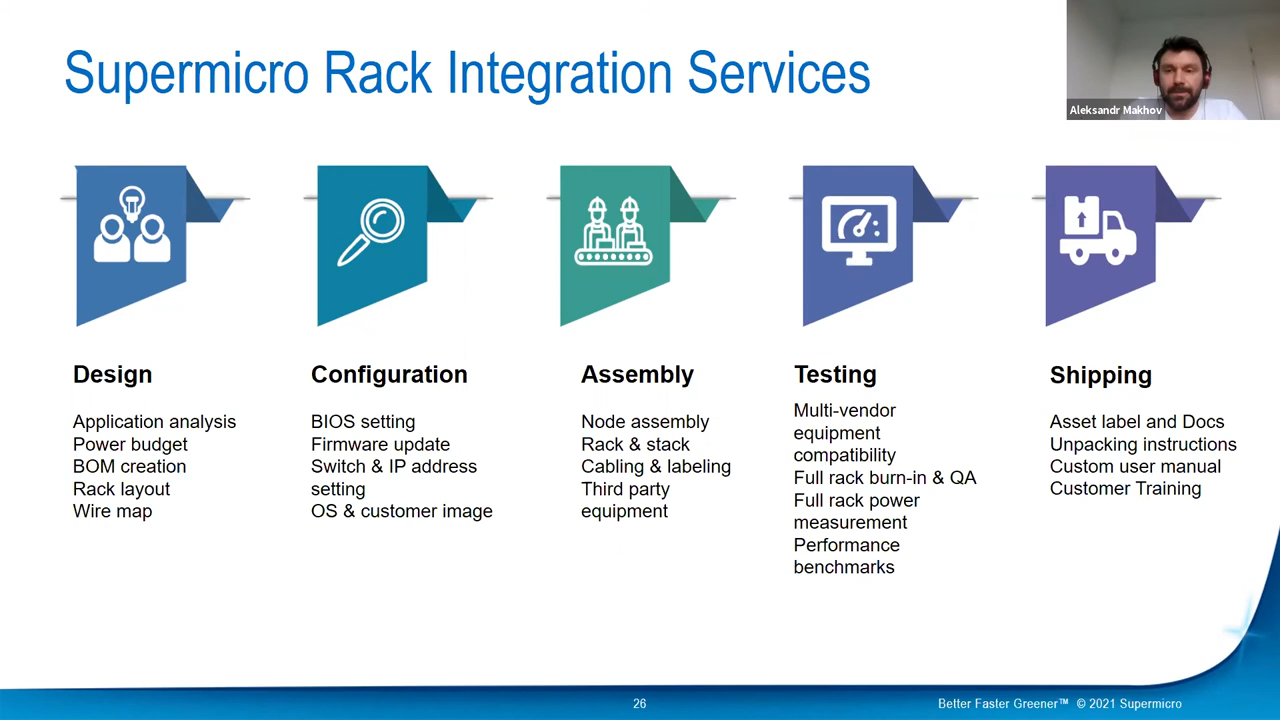 Supermicro Rack Integration Services
Aleksandr Makhov
Design
Application analysis
Power budget
BOM creation
Rack layout
Wire map
Configuration
BIOS setting
Firmware update
Switch & IP address
setting
OS & customer image
Assembly
Node assembly
Rack & stack
Cabling & labeling
Third party
equipment
Testing
Multi-vendor
equipment
compatibility
Full rack burn-in & QA
Full rack power
measurement
Performance
benchmarks
Shipping
Asset label and Docs
Unpacking instructions
Custom user manual
Customer Training
26
Better Faster Greener™ © 2021 Supermicro